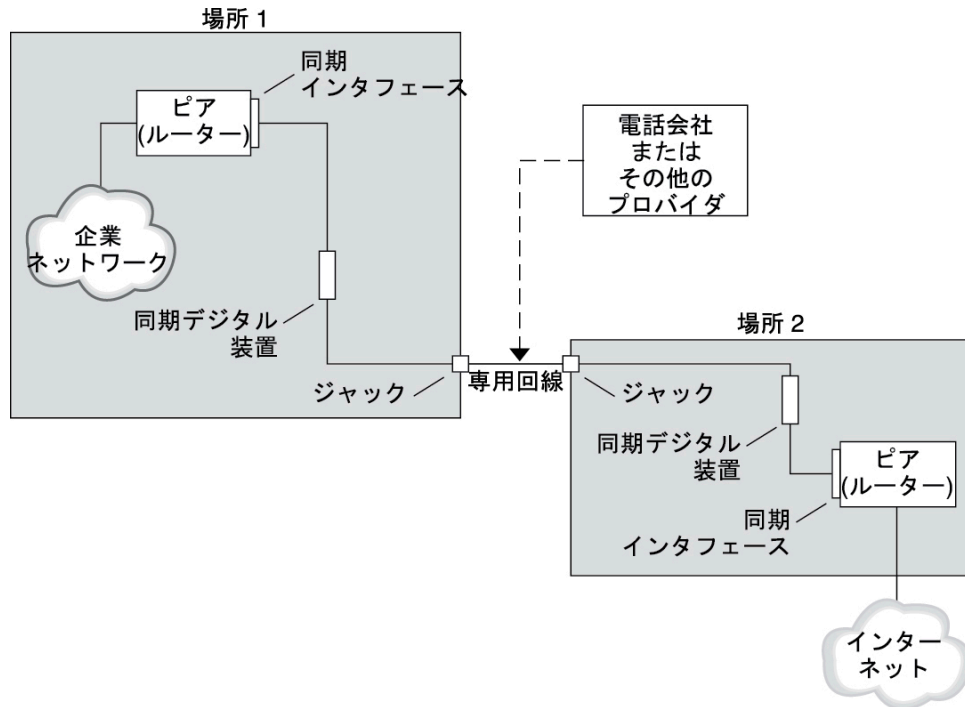 場所 1
同期
インタフェース
ピア
(ルーター)
企業
ネットワーク
同期デジタル
装置
ジャック
電話会社
または
その他の
プロバイダ
専用回線
場所 2
ジャック
同期デジタル
装置
ピア
(ルーター)
同期
インタフェース
インター
ネット